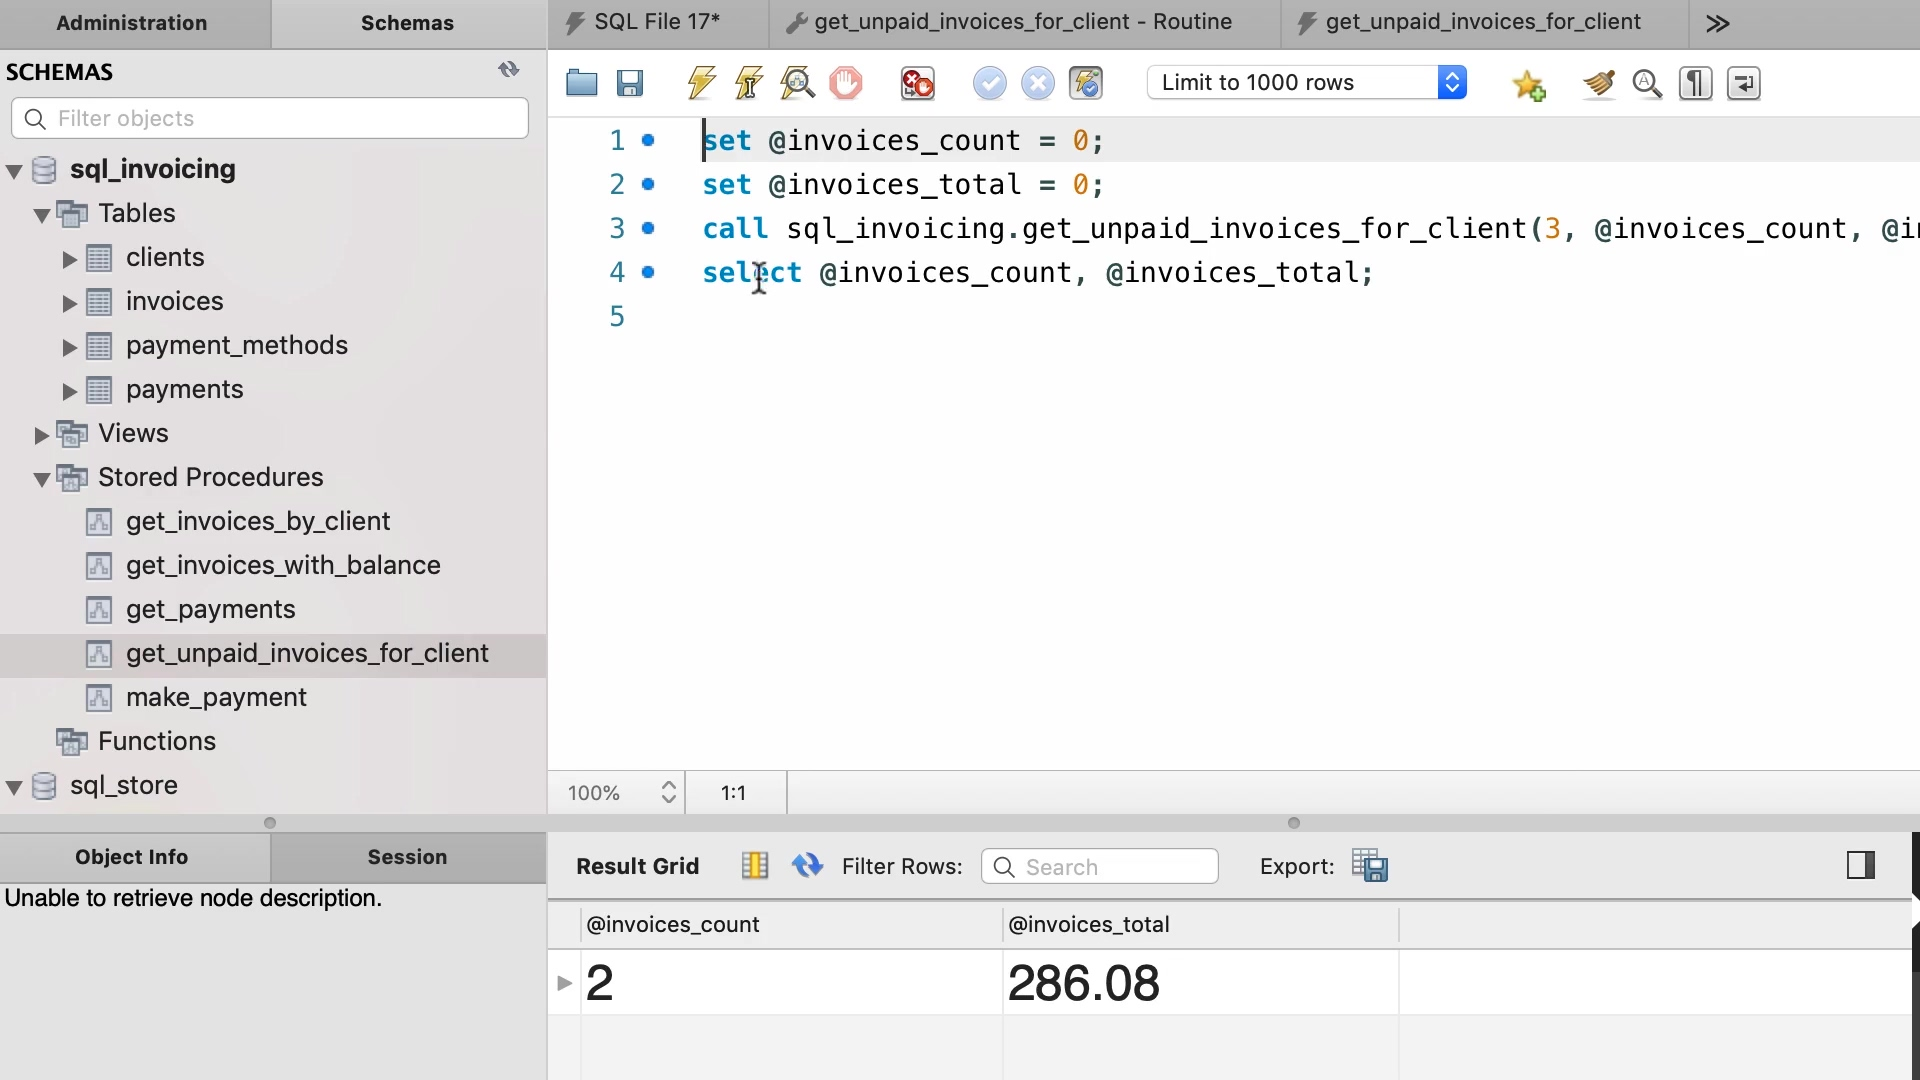 Administration
Schemas
SQL File 17*
get_unpaid_invoices_for_client - Routine
get_unpaid_invoices_for_client
SCHEMAS
Filter objects
sql_invoicing
Tables
clients
invoices
payment_methods
payments
Views
Stored Procedures
get_invoices_by_client
get_invoices_with_balance
get_payments
get_unpaid_invoices_for_client
make_payment
Functions
sql_store
Limit to 1000 rows
1 set @invoices_count = 0;
2 set @invoices_total = 0;
3 call sql_invoicing.get_unpaid_invoices_for_client(3, @invoices_count, @i
4 select @invoices_count, @invoices_total;
5
100%
1:1
Object Info
Session
Unable to retrieve node description.
Result Grid
Filter Rows:
Search
Export:
@invoices_count @invoices_total
2 286.08